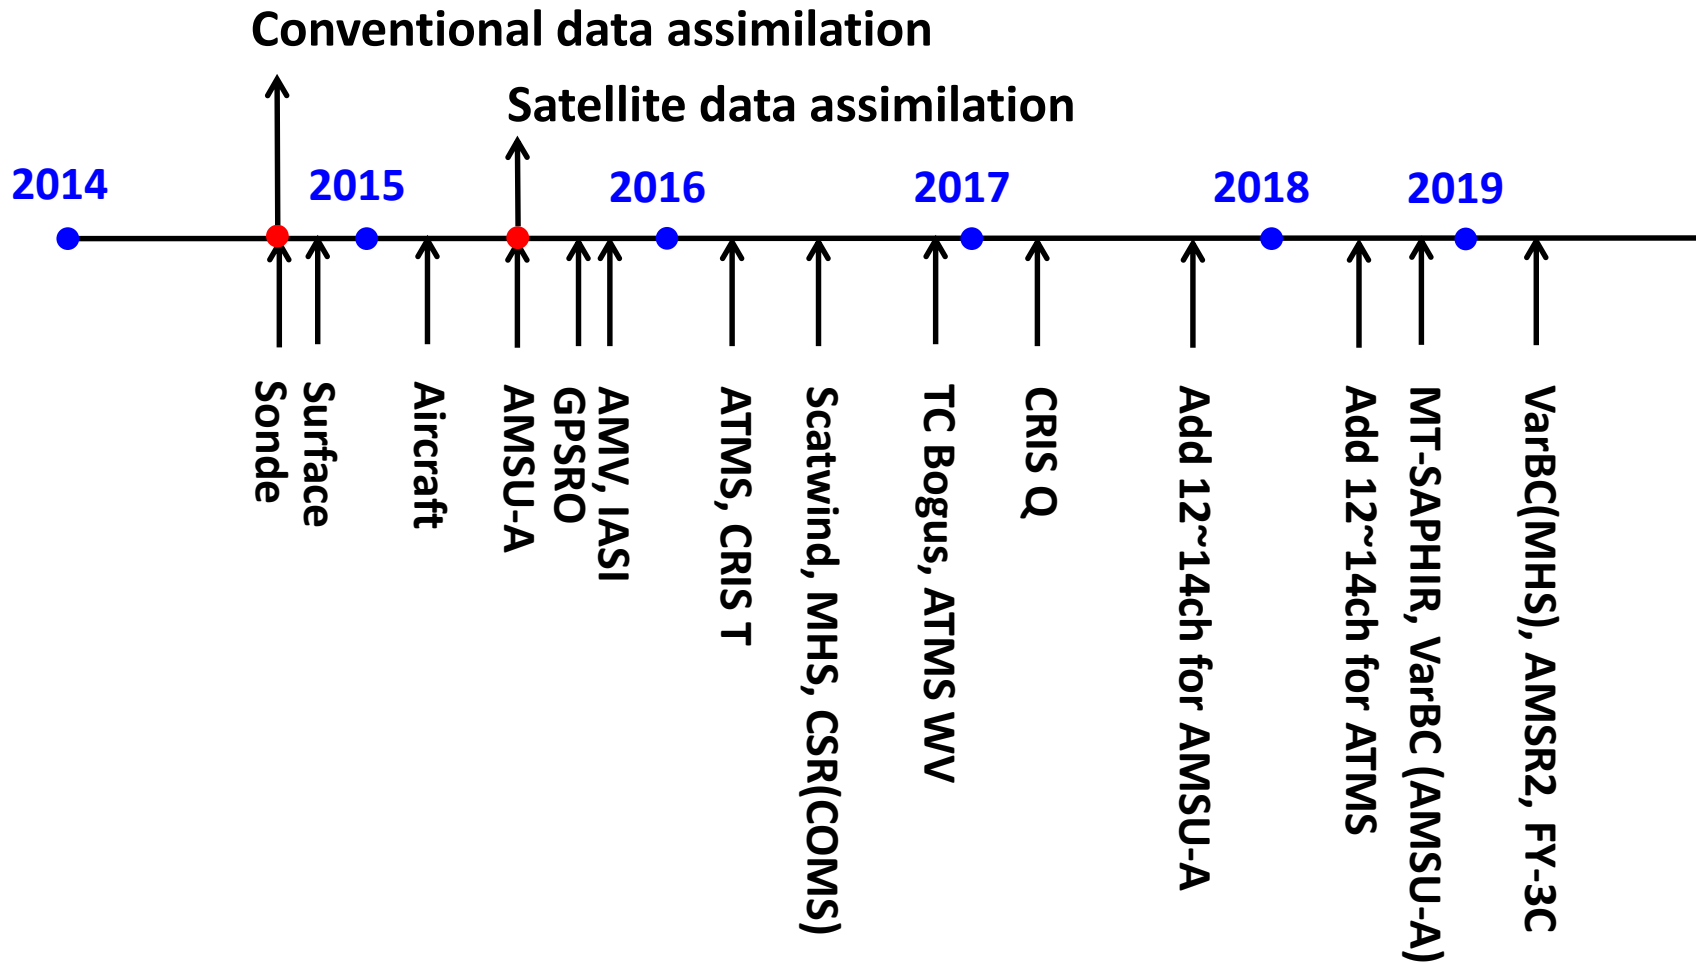 Conventional data assimilation
Satellite data assimilation
2014
2015
2016
2017
2018
2019
Sonde
Surface
Aircraft
AMSU-A
GPSRO
AMV, IASI
ATMS, CRIS T
Scatwind, MHS, CSR(COMS)
TC Bogus, ATMS WV
CRIS Q
Add 12~14ch for AMSU-A
Add 12~14ch for ATMS
MT-SAPHIR, VarBC (AMSU-A)
VarBC(MHS), AMSR2, FY-3C